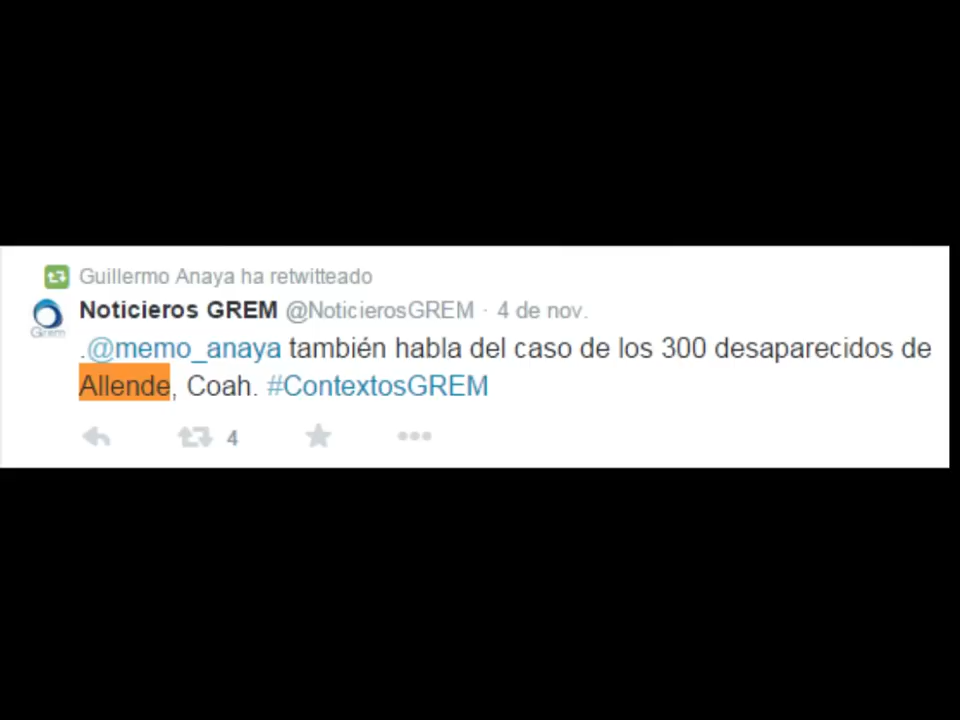 Guillermo Anaya ha retwitteado
Noticieros GREM @NoticierosGREM · 4 de nov.
.@memo_anaya también habla del caso de los 300 desaparecidos de
Allende, Coah. #ContextosGREM
4
Grem